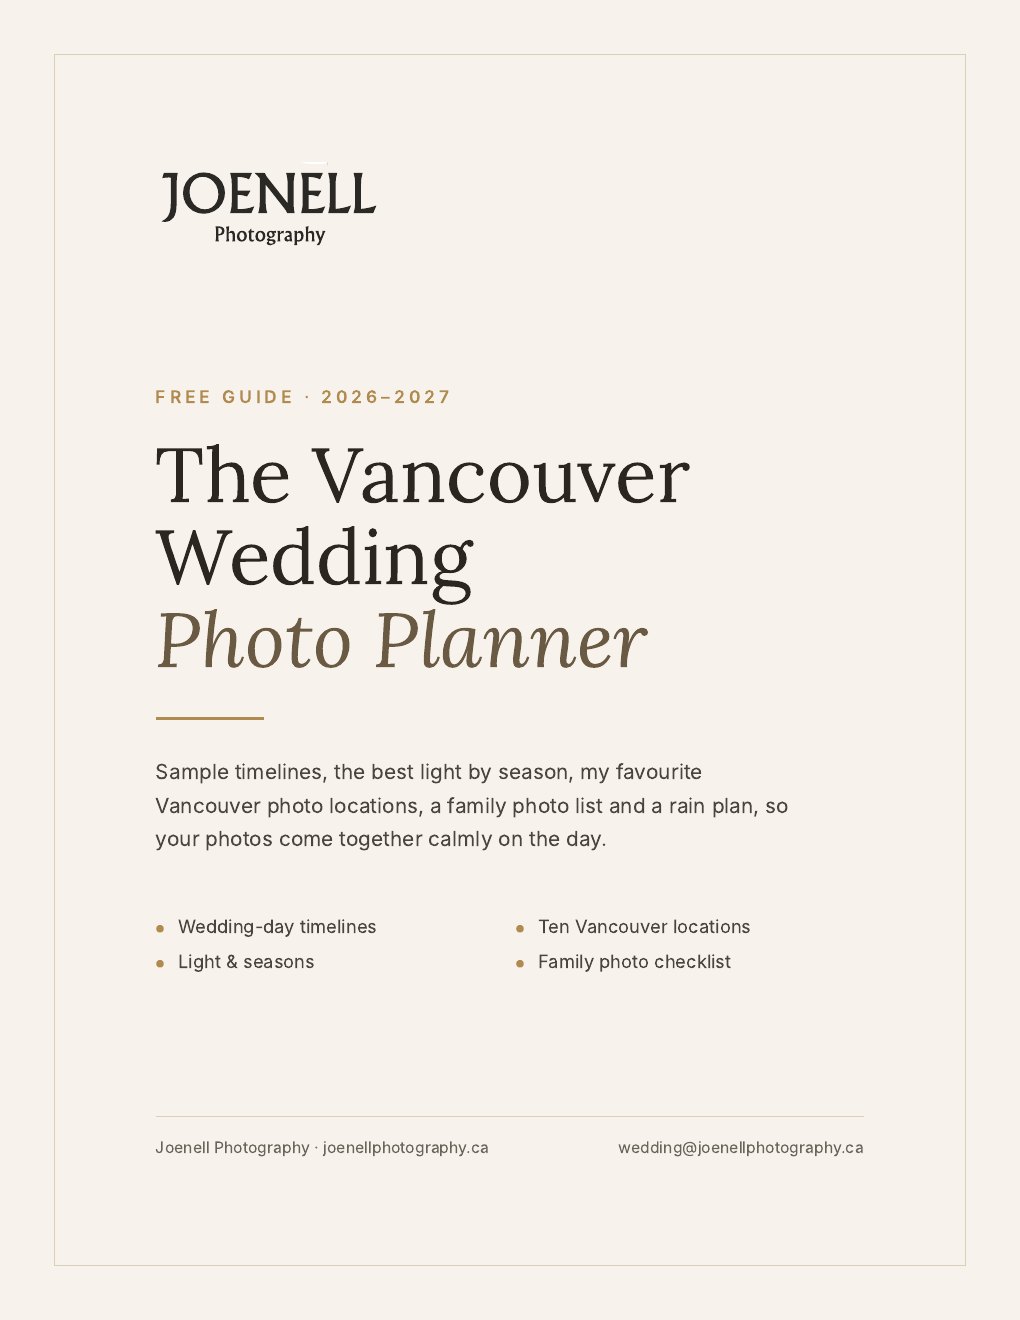 JOENELL
Photography
FREE GUIDE · 2026–2027
The Vancouver
Wedding
Photo Planner
Sample timelines, the best light by season, my favourite
Vancouver photo locations, a family photo list and a rain plan, so
your photos come together calmly on the day.
● Wedding-day timelines
● Ten Vancouver locations
● Light & seasons
● Family photo checklist
Joenell Photography · joenellphotography.ca
wedding@joenellphotography.ca